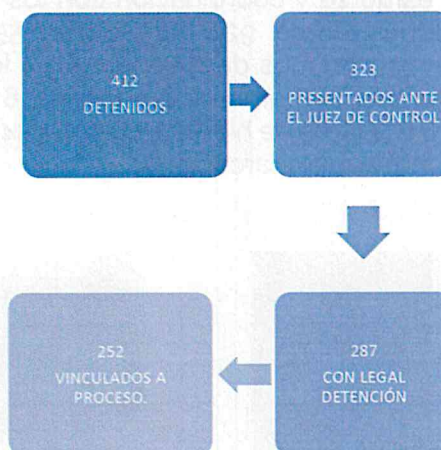 412
DETENIDOS
323
PRESENTADOS ANTE
EL JUEZ DE CONTROL
287
CON LEGAL
DETENCIÓN
252
VINCULADOS A
PROCESO.